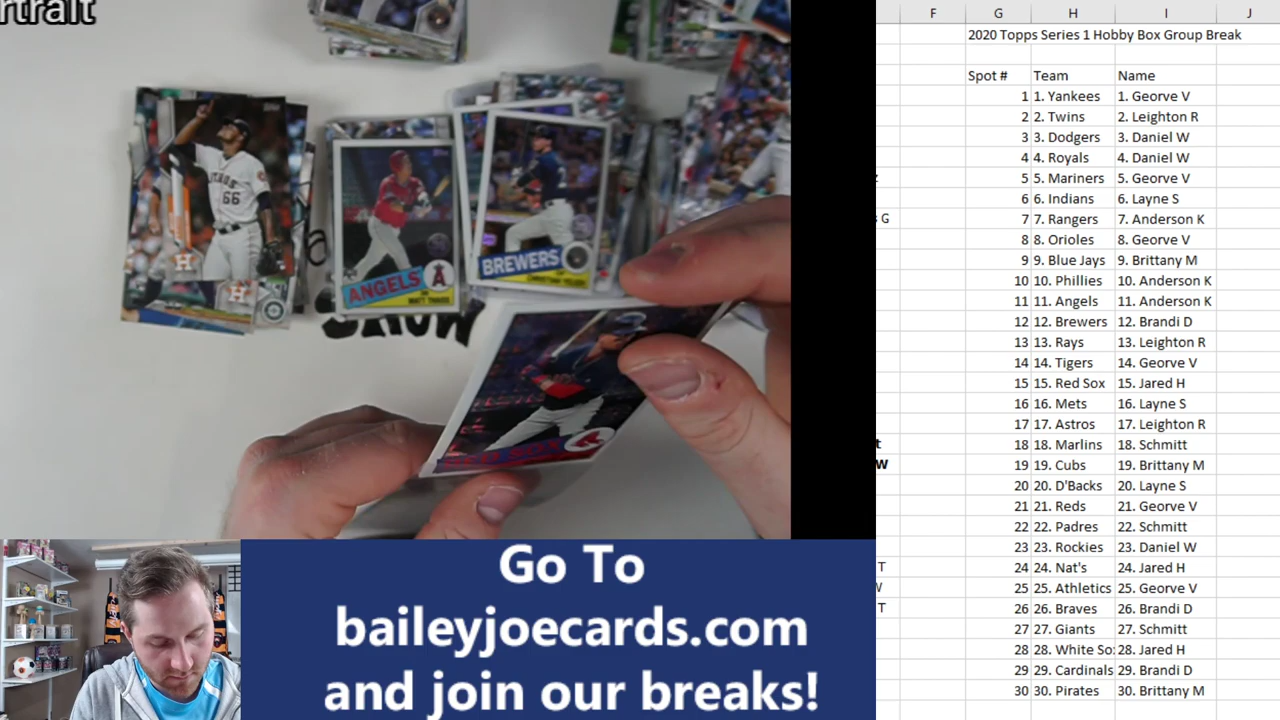 rtrait
66
TOPPS
ANGELS
BREWERS
RED SOX
Go To
baileyjoecards.com
and join our breaks!
F G H I J
2020 Topps Series 1 Hobby Box Group Break
Spot # Team Name
1 1. Yankees 1. Georve V
2 2. Twins 2. Leighton R
3 3. Dodgers 3. Daniel W
4 4. Royals 4. Daniel W
5 5. Mariners 5. Georve V
6 6. Indians 6. Layne S
G 7 7. Rangers 7. Anderson K
8 8. Orioles 8. Georve V
9 9. Blue Jays 9. Brittany M
10 10. Phillies 10. Anderson K
11 11. Angels 11. Anderson K
12 12. Brewers 12. Brandi D
13 13. Rays 13. Leighton R
14 14. Tigers 14. Georve V
15 15. Red Sox 15. Jared H
16 16. Mets 16. Layne S
17 17. Astros 17. Leighton R
t 18 18. Marlins 18. Schmitt
W 19 19. Cubs 19. Brittany M
20 20. D'Backs 20. Layne S
21 21. Reds 21. Georve V
22 22. Padres 22. Schmitt
23 23. Rockies 23. Daniel W
T 24 24. Nat's 24. Jared H
25 25. Athletics 25. Georve V
T 26 26. Braves 26. Brandi D
27 27. Giants 27. Schmitt
28 28. White So 28. Jared H
29 29. Cardinals 29. Brandi D
30 30. Pirates 30. Brittany M